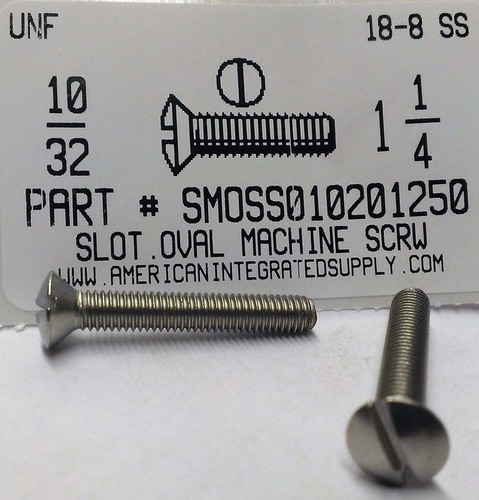 UNF 18-8 SS
10
32
1 1
4
PART # SMOSS010201250
SLOT.OVAL MACHINE SCRW
WWW.AMERICANINTEGRATEDSUPPLY.COM